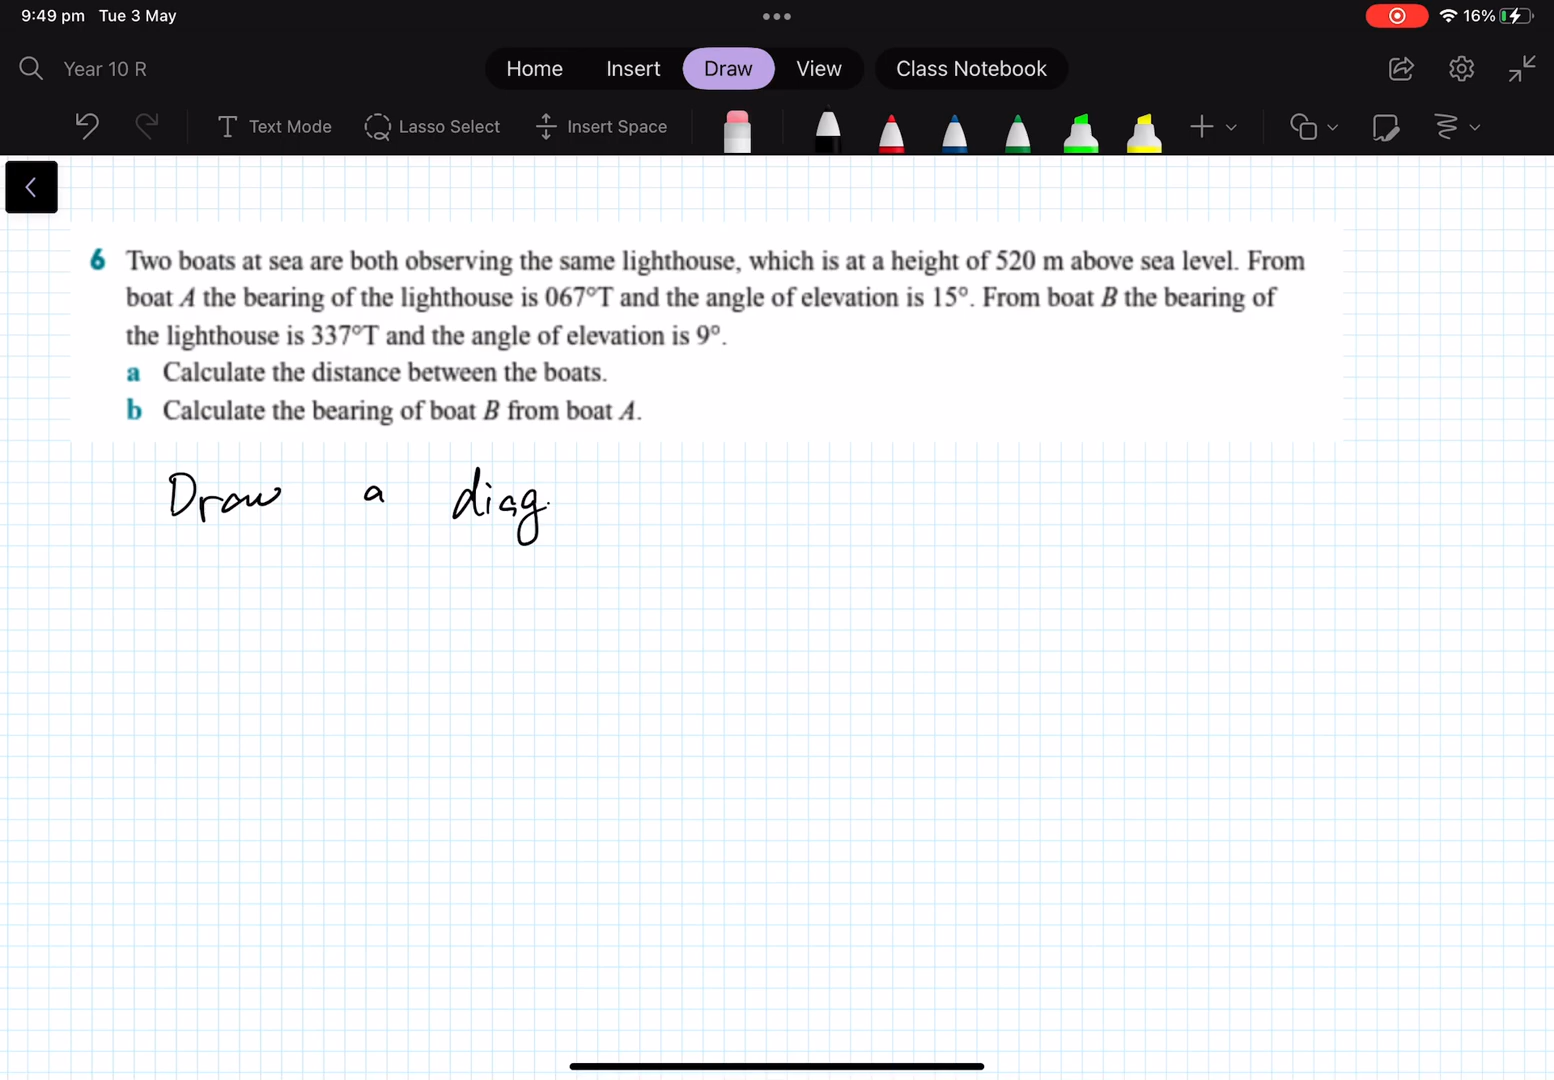 9:49 pm Tue 3 May
16%
Year 10 R
Home Insert Draw View Class Notebook
Text Mode Lasso Select Insert Space
6 Two boats at sea are both observing the same lighthouse, which is at a height of 520 m above sea level. From
boat A the bearing of the lighthouse is 067°T and the angle of elevation is 15°. From boat B the bearing of
the lighthouse is 337°T and the angle of elevation is 9°.
a Calculate the distance between the boats.
b Calculate the bearing of boat B from boat A.
Draw a diag